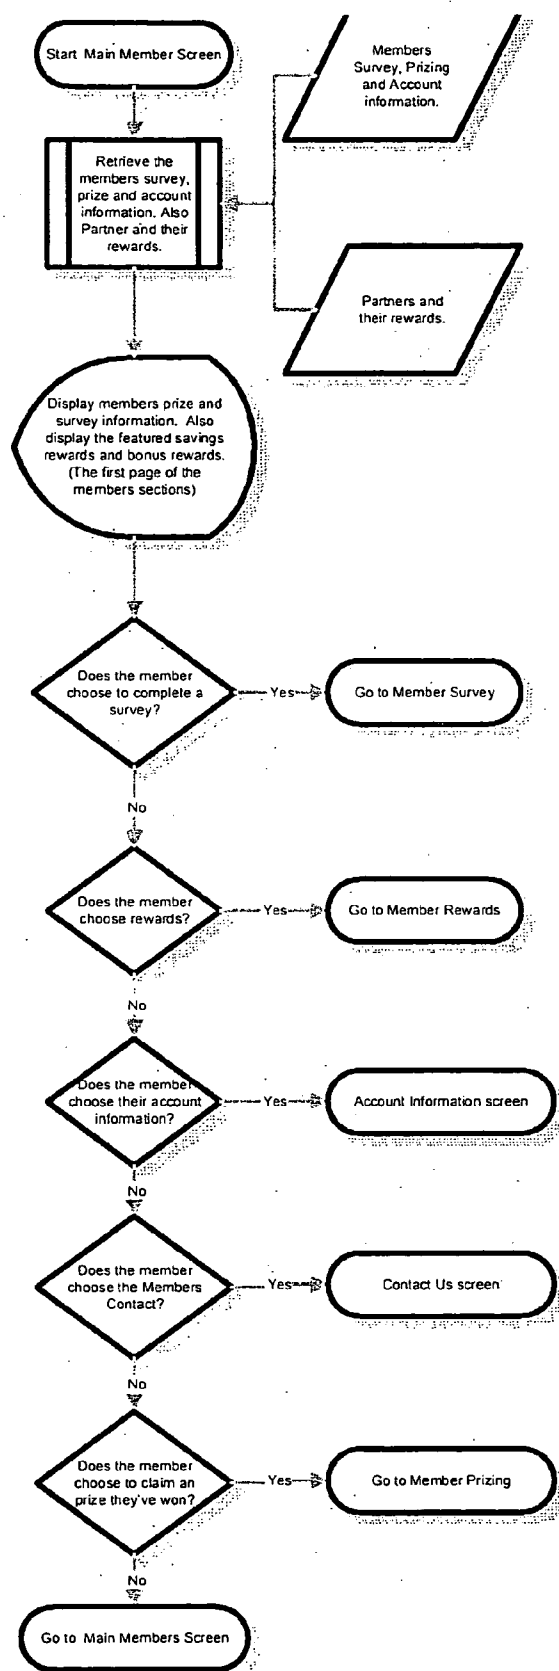 Start Main Member Screen
Members
Survey, Prizing
and Account
information.
Retrieve the
members survey,
prize and account
information. Also
Partner and their
rewards.
Partners and
their rewards.
Display members prize and
survey information. Also
display the featured savings
rewards and bonus rewards.
(The first page of the
members sections)
Does the member
choose to complete a
survey?
Yes
Go to Member Survey
No
Does the member
choose rewards?
Yes
Go to Member Rewards
No
Does the member
choose their account
information?
Yes
Account Information screen
No
Does the member
choose the Members
Contact?
Yes
Contact Us screen
No
Does the member
choose to claim an
prize they've won?
Yes
Go to Member Prizing
No
Go to Main Members Screen